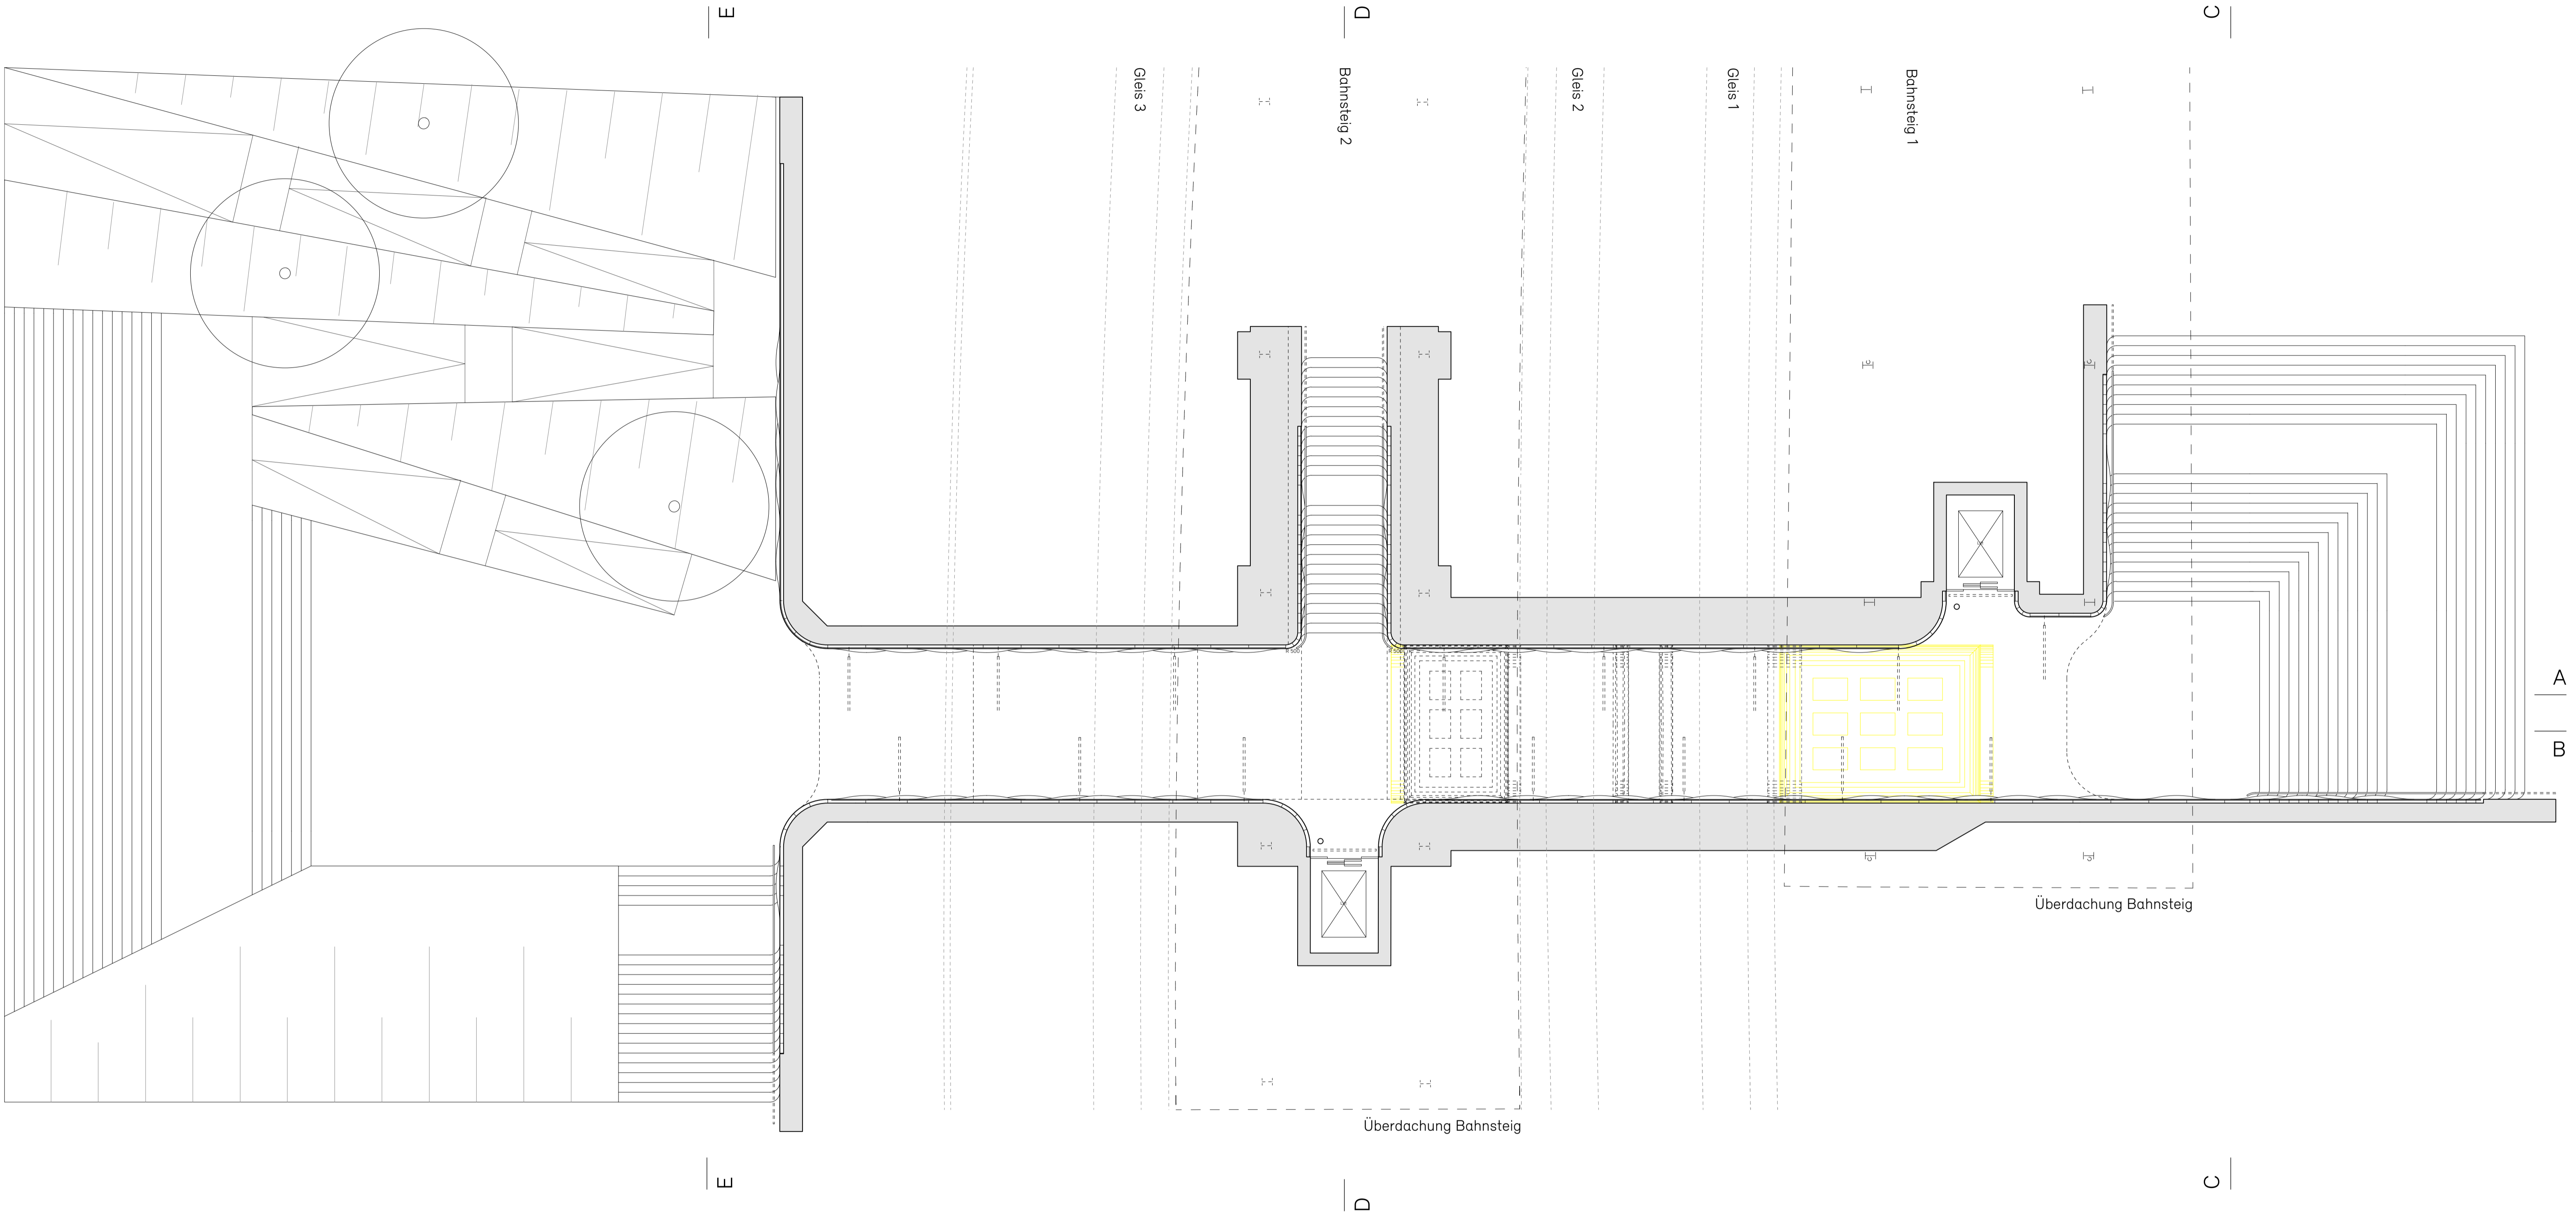 E
D
C
Gleis 3
Bahnsteig 2
Gleis 2
Gleis 1
Bahnsteig 1
A
B
Überdachung Bahnsteig
Überdachung Bahnsteig
E
D
C